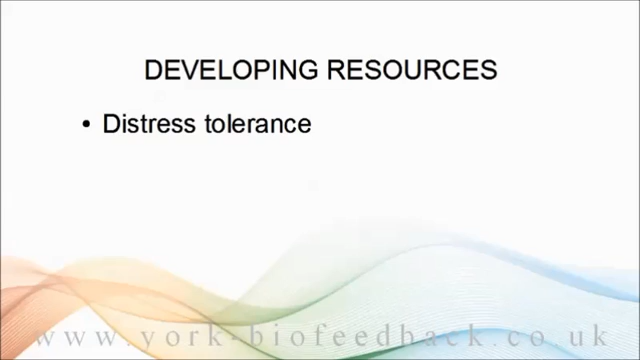 DEVELOPING RESOURCES
• Distress tolerance
www.york-biofeedback.co.uk